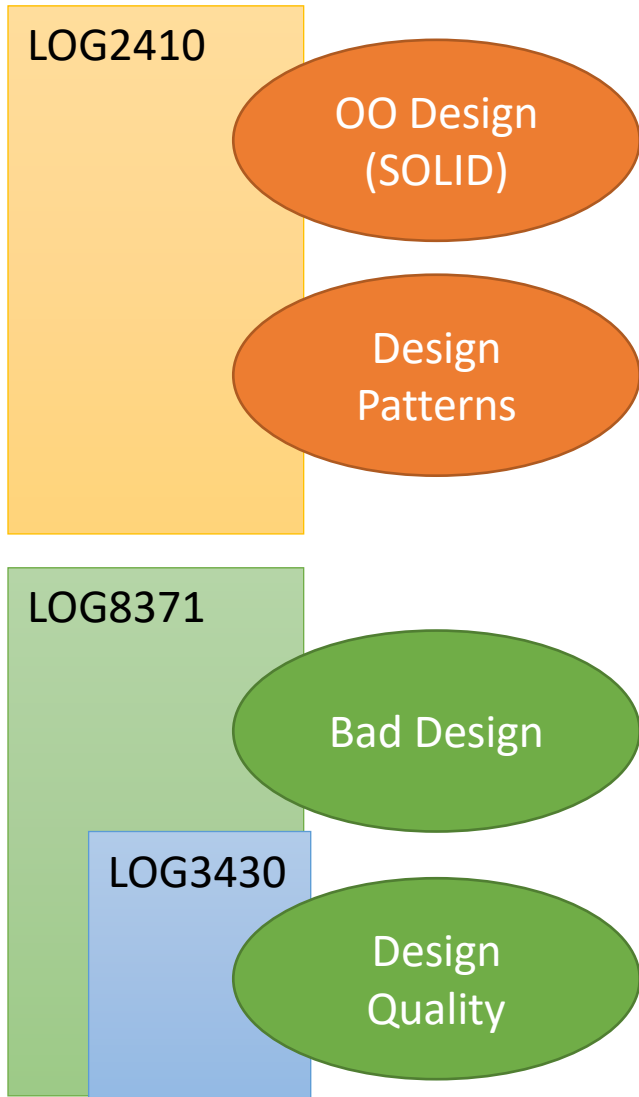 LOG2410
OO Design
(SOLID)
Design
Patterns
LOG8371
Bad Design
LOG3430
Design
Quality